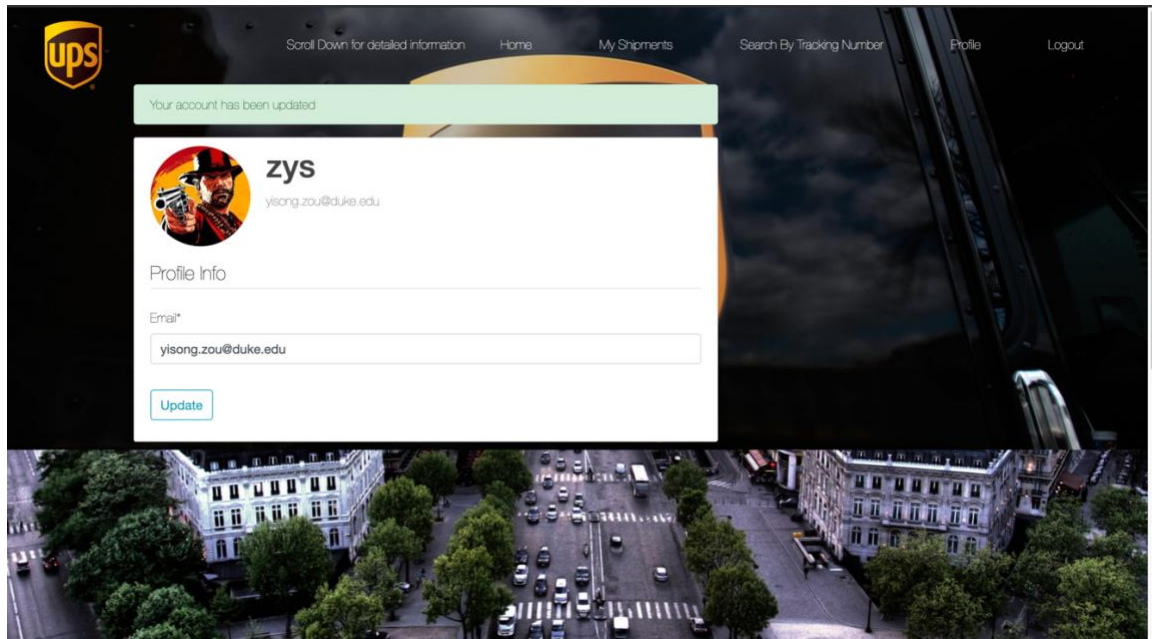 ups
Scroll Down for detailed information Home My Shipments Search By Tracking Number Profile Logout
Your account has been updated
zys
yisong.zou@duke.edu
Profile Info
Email*
yisong.zou@duke.edu
Update